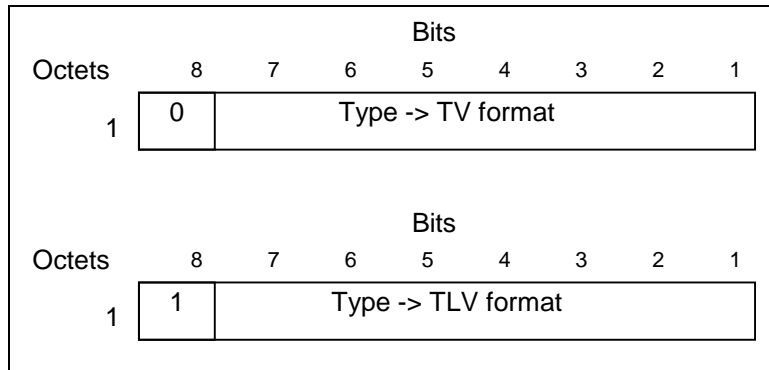 Bits
Octets 8 7 6 5 4 3 2 1
1 0 Type -> TV format
Bits
Octets 8 7 6 5 4 3 2 1
1 1 Type -> TLV format